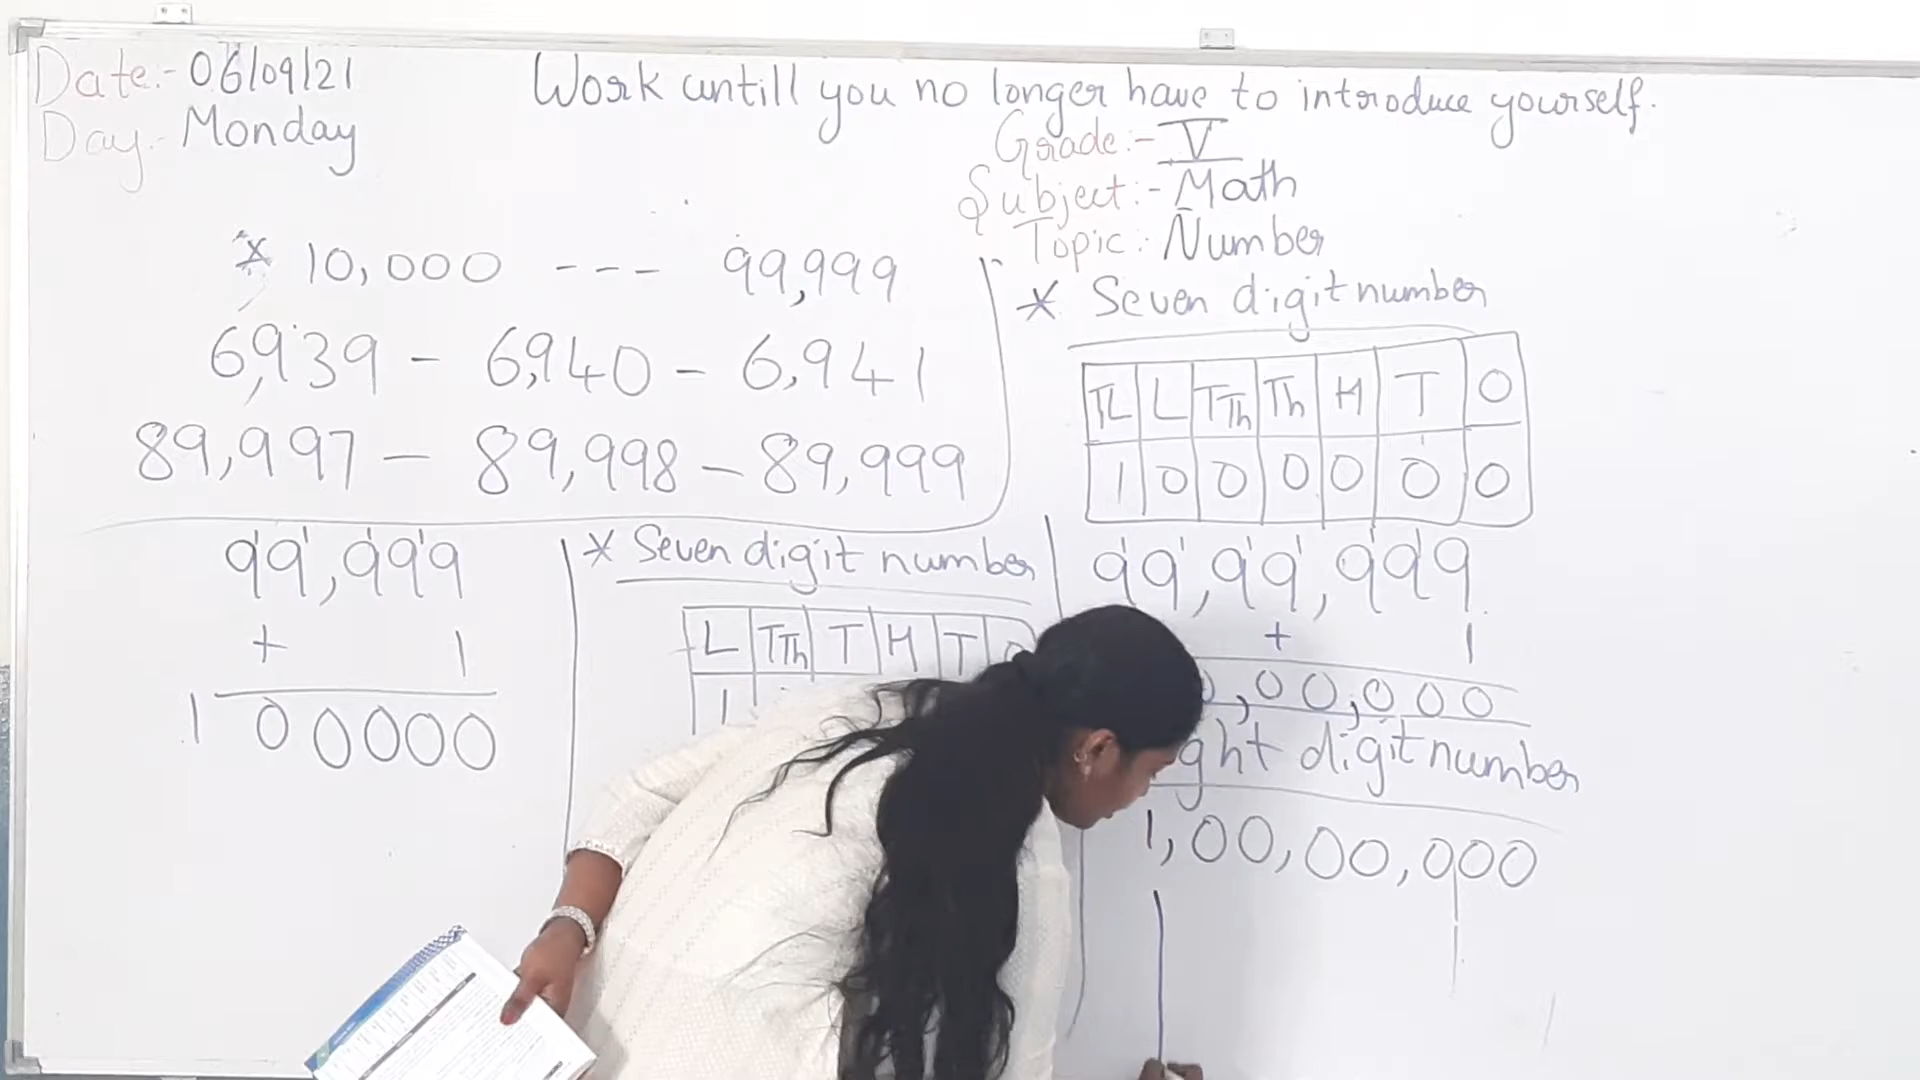 Date:- 06/09/21
Day:- Monday
Work untill you no longer have to introduce yourself.
Grade:- V
Subject:- Math
Topic:- Number
* 10,000 --- 99,999
6,939 - 6,940 - 6,941
89,997 - 89,998 - 89,999
99,999
+ 1
1 00000
* Seven digit number
L TTh T H T
1
* Seven digit number
TL L TTh Th H T O
1 0 0 0 0 0 0
99,99,999
+ 1
,00,000
ght digit number
1,00,00,000